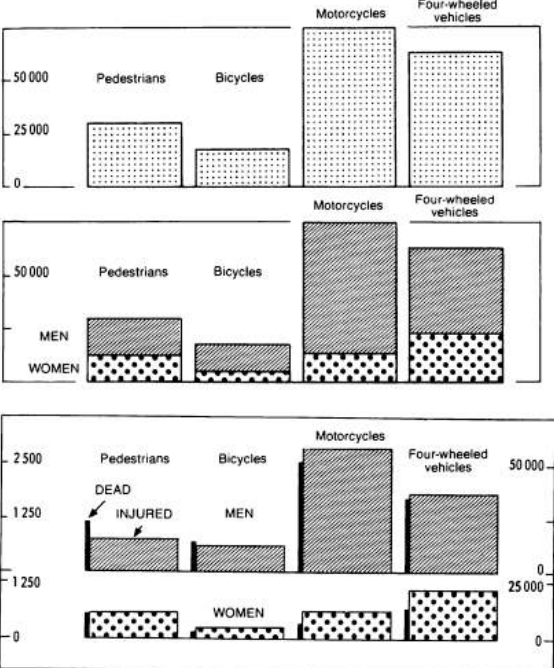 Motorcycles
Four-wheeled
vehicles
50 000
Pedestrians
Bicycles
25 000
0
Motorcycles
Four-wheeled
vehicles
50 000
Pedestrians
Bicycles
MEN
WOMEN
Motorcycles
2 500
Pedestrians
Bicycles
Four-wheeled
vehicles
50 000
DEAD
1 250
INJURED
MEN
0
1 250
25 000
WOMEN
0
0